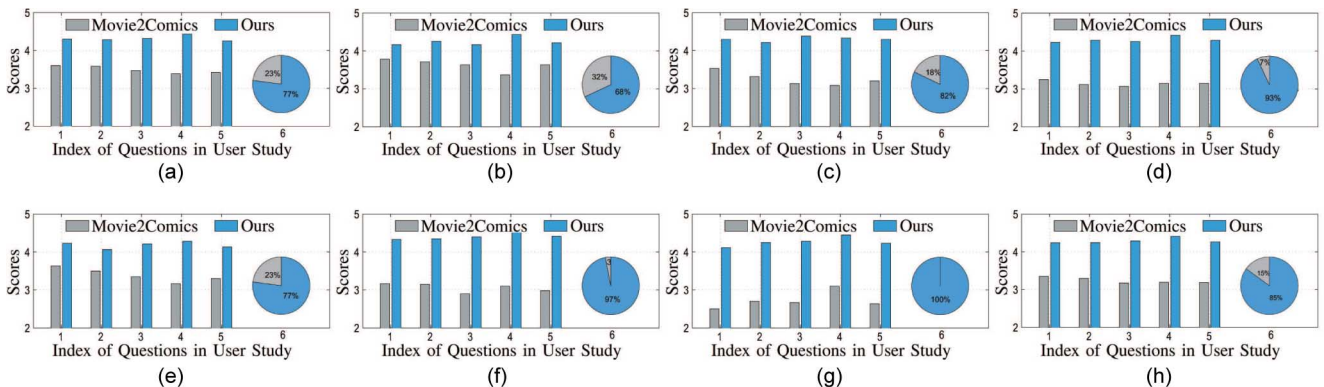 5 Movie2Comics Ours
4
3
2
Scores
23%
77%
1 2 3 4 5 6
Index of Questions in User Study
(a)
5 Movie2Comics Ours
4
3
2
Scores
32%
68%
1 2 3 4 5 6
Index of Questions in User Study
(b)
5 Movie2Comics Ours
4
3
2
Scores
18%
82%
1 2 3 4 5 6
Index of Questions in User Study
(c)
5 Movie2Comics Ours
4
3
2
Scores
7%
93%
1 2 3 4 5 6
Index of Questions in User Study
(d)
5 Movie2Comics Ours
4
3
2
Scores
23%
77%
1 2 3 4 5 6
Index of Questions in User Study
(e)
5 Movie2Comics Ours
4
3
2
Scores
3
97%
1 2 3 4 5 6
Index of Questions in User Study
(f)
5 Movie2Comics Ours
4
3
2
Scores
100%
1 2 3 4 5 6
Index of Questions in User Study
(g)
5 Movie2Comics Ours
4
3
2
Scores
15%
85%
1 2 3 4 5 6
Index of Questions in User Study
(h)